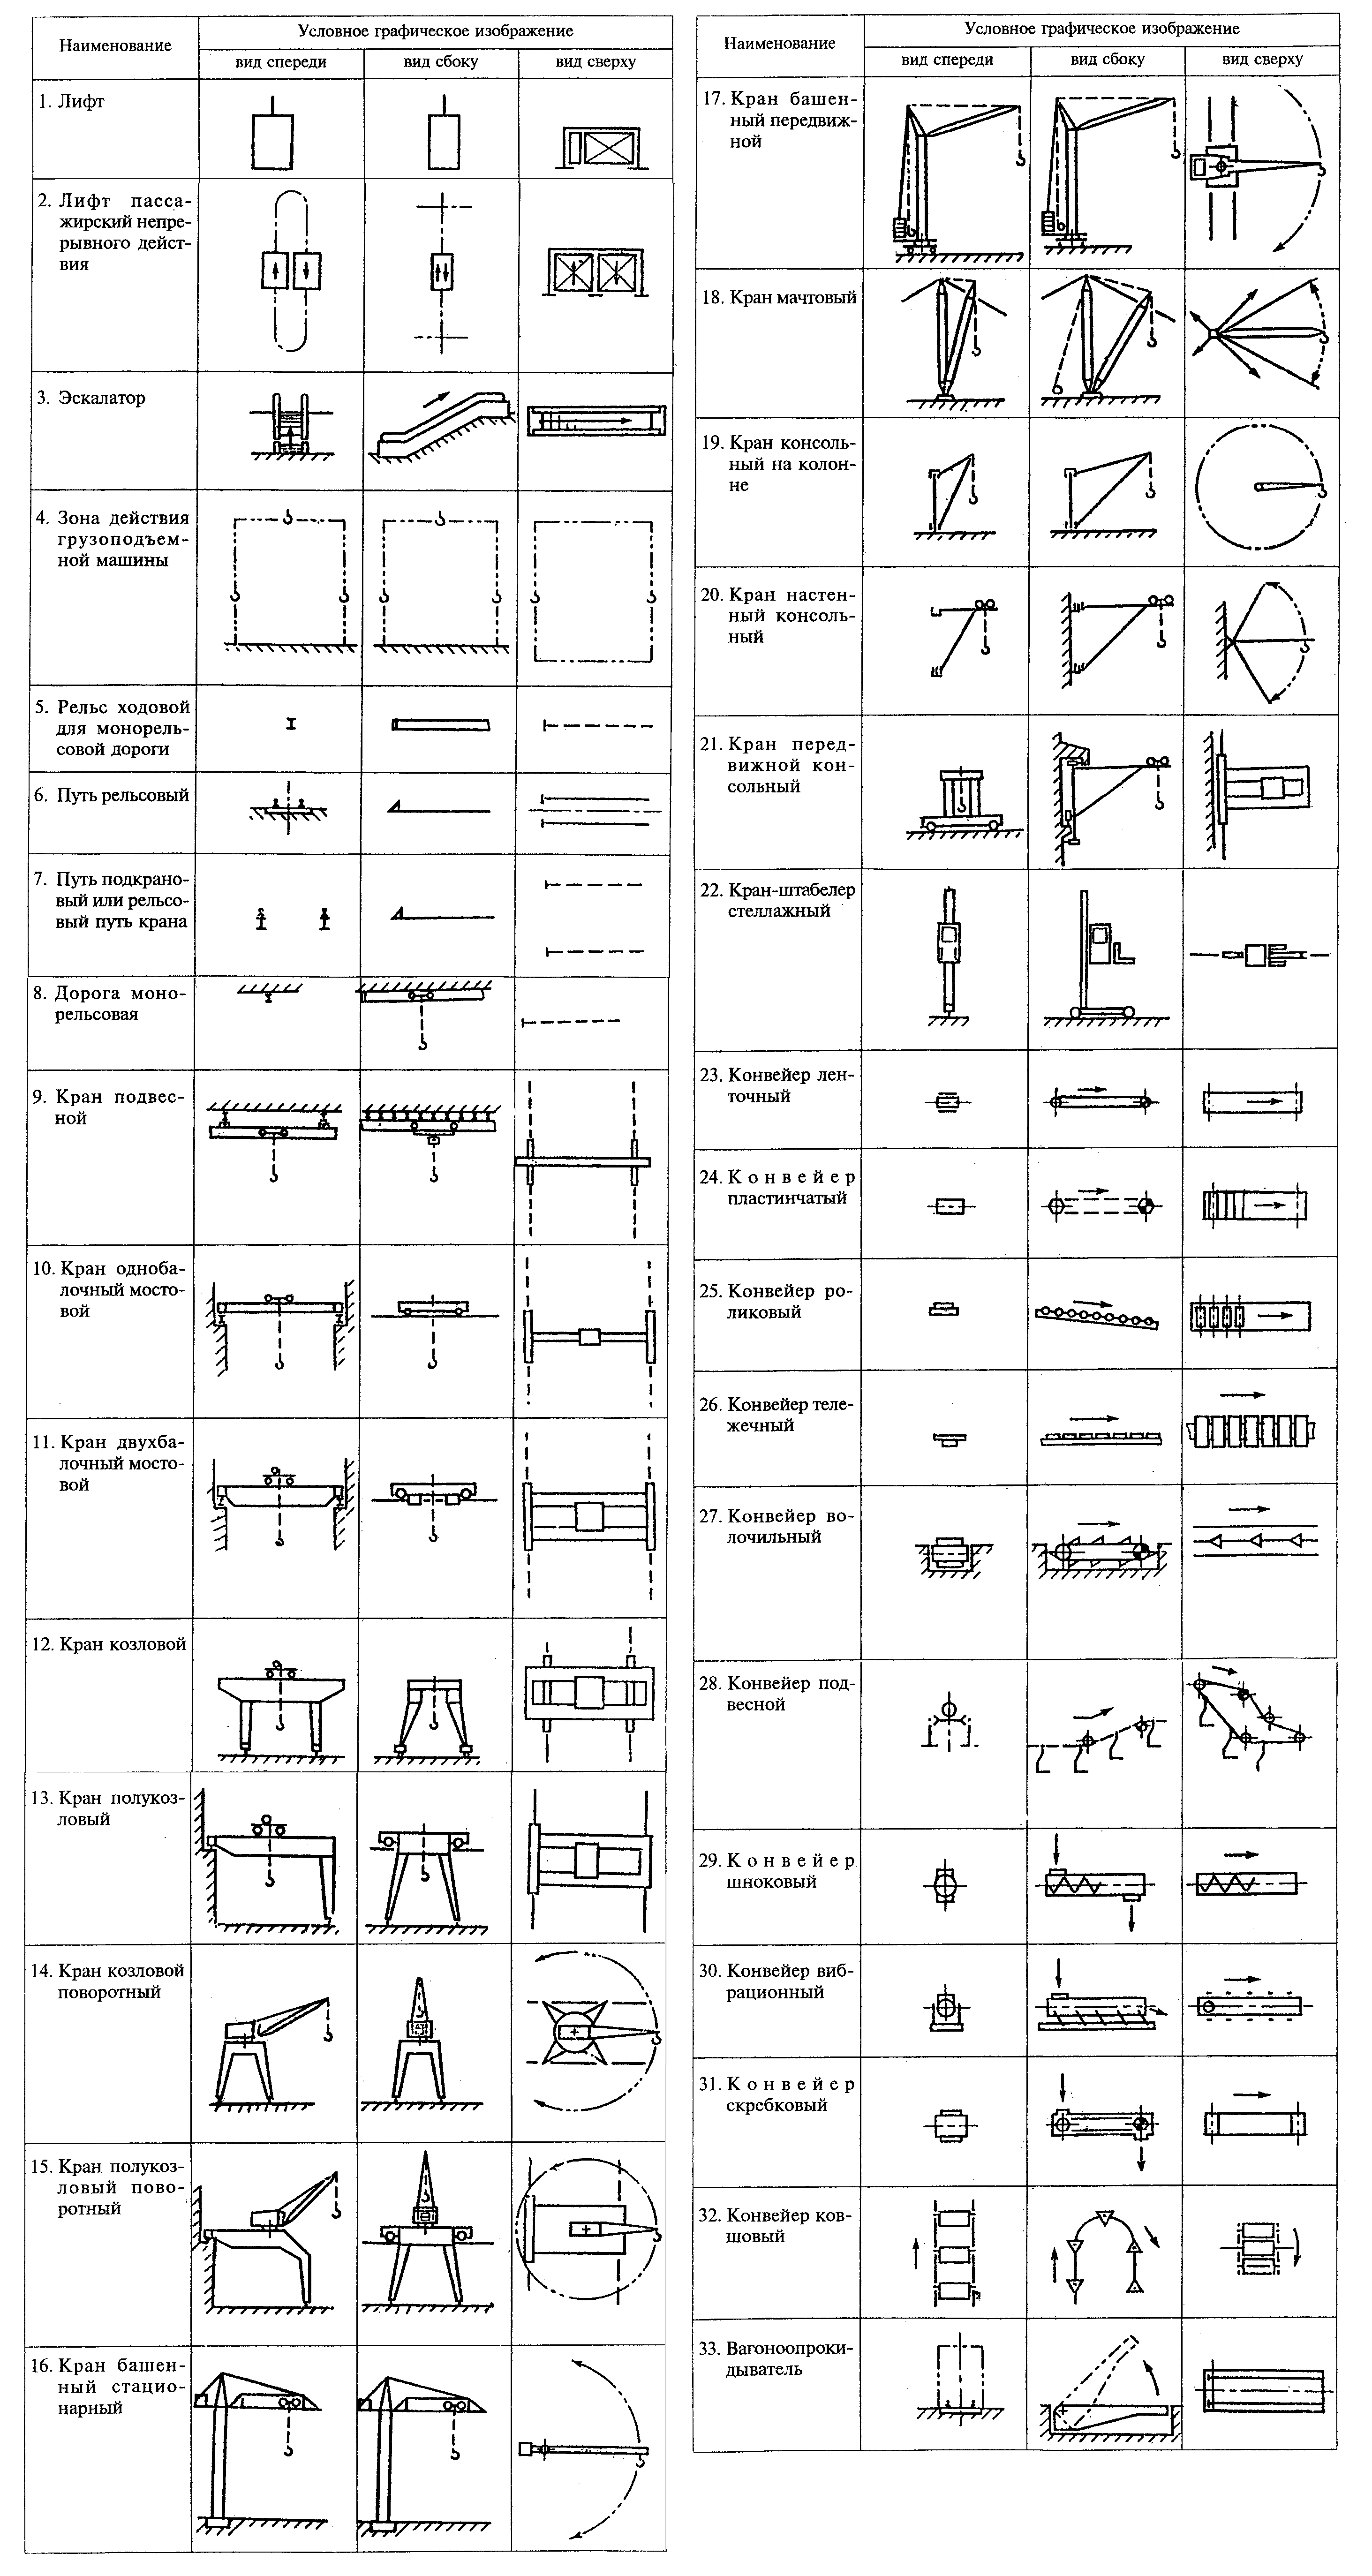 Наименование
Условное графическое изображение
вид спереди
вид сбоку
вид сверху
1. Лифт
2. Лифт пасса-
жирский непре-
рывного дейст-
вия
3. Эскалатор
4. Зона действия
грузоподъем-
ной машины
5. Рельс ходовой
для монорель-
совой дороги
6. Путь рельсовый
7. Путь подкрано-
вый или рельсо-
вый путь крана
8. Дорога моно-
рельсовая
9. Кран подвес-
ной
10. Кран одноба-
лочный мосто-
вой
11. Кран двухба-
лочный мосто-
вой
12. Кран козловой
13. Кран полукоз-
ловый
14. Кран козловой
поворотный
15. Кран полукоз-
ловый пово-
ротный
16. Кран башен-
ный стацио-
нарный
Наименование
Условное графическое изображение
вид спереди
вид сбоку
вид сверху
17. Кран башен-
ный передвиж-
ной
18. Кран мачтовый
19. Кран консоль-
ный на колон-
не
20. Кран настен-
ный консоль-
ный
21. Кран перед-
вижной кон-
сольный
22. Кран-штабелер
стеллажный
23. Конвейер лен-
точный
24. Конвейер
пластинчатый
25. Конвейер ро-
ликовый
26. Конвейер теле-
жечный
27. Конвейер во-
лочильный
28. Конвейер под-
весной
29. Конвейер
шноковый
30. Конвейер виб-
рационный
31. Конвейер
скребковый
32. Конвейер ков-
шовый
33. Вагоноопроки-
дыватель